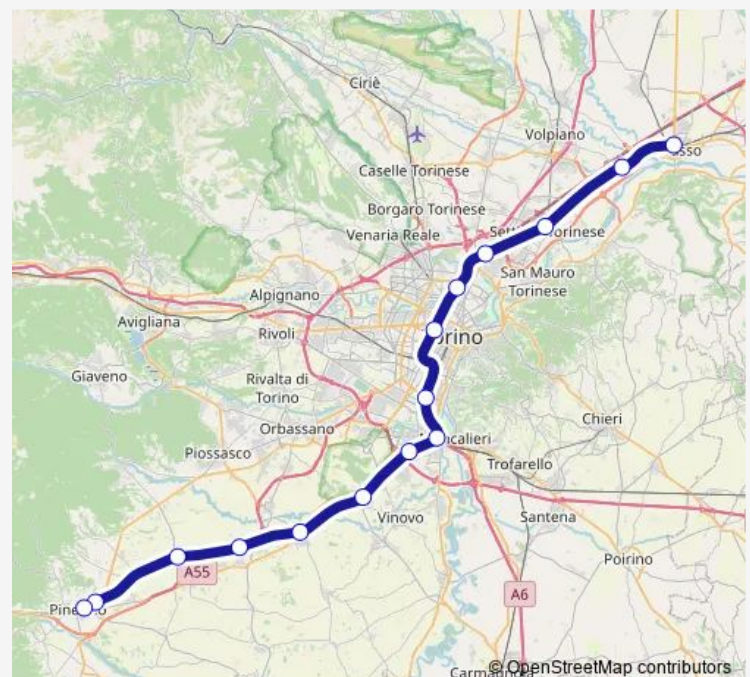 Ciriè
Volpiano
Caselle Torinese
Borgaro Torinese
Venaria Reale
San Mauro
Torinese
Alpignano
Avigliana
Rivoli
Giaveno
Rivalta di
Torino
Chieri
Orbassano
Piossasco
Trofarello
Vinovo
Santena
Poirino
A55
A6
© OpenStreetMap contributors